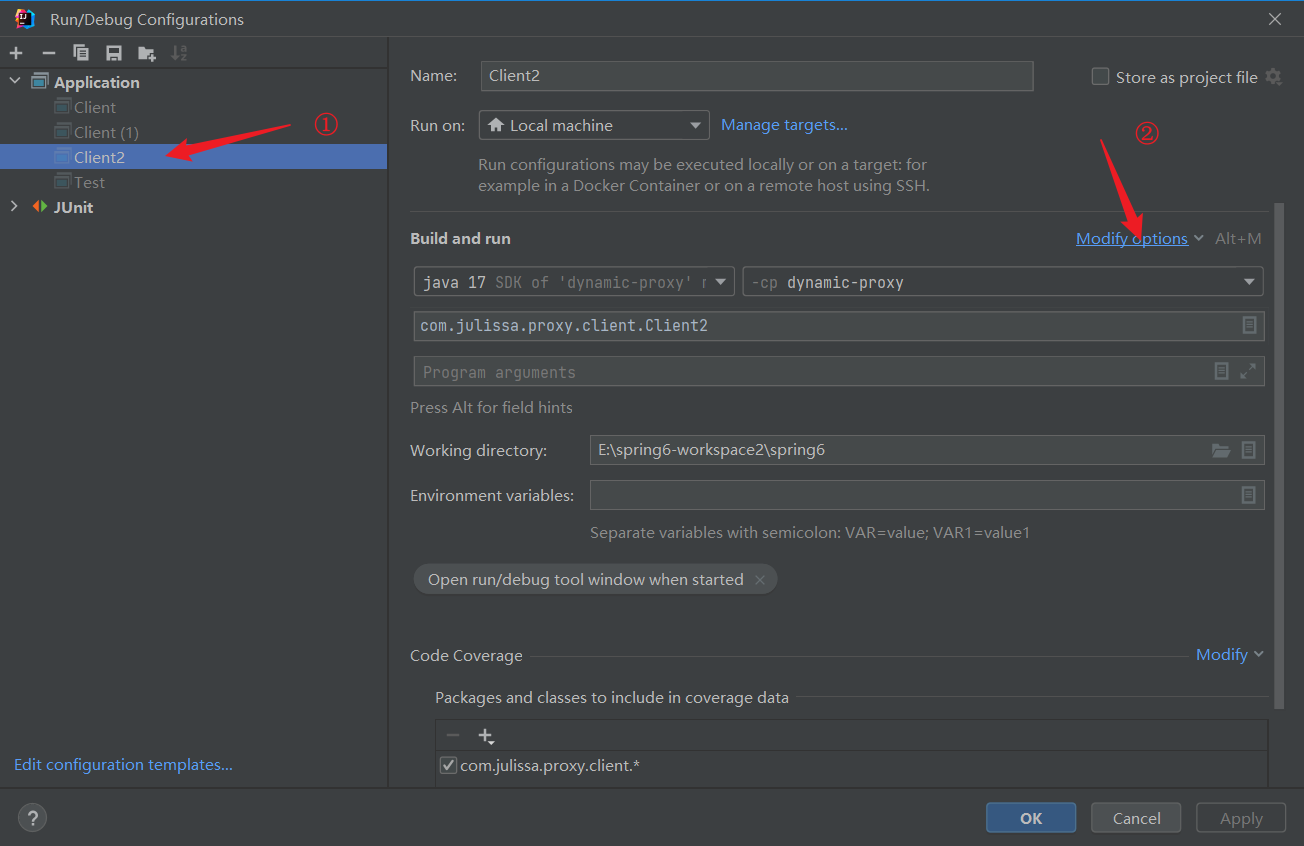 Run/Debug Configurations
Application
Client
Client (1)
Client2
Test
JUnit
Edit configuration templates...
①
Name: Client2
Store as project file
Run on: Local machine Manage targets...
②
Run configurations may be executed locally or on a target: for
example in a Docker Container or on a remote host using SSH.
Build and run
Modify options Alt+M
java 17 SDK of 'dynamic-proxy'
-cp dynamic-proxy
com.julissa.proxy.client.Client2
Program arguments
Press Alt for field hints
Working directory: E:\spring6-workspace2\spring6
Environment variables:
Separate variables with semicolon: VAR=value; VAR1=value1
Open run/debug tool window when started
Code Coverage
Modify
Packages and classes to include in coverage data
com.julissa.proxy.client.*
?
OK
Cancel
Apply